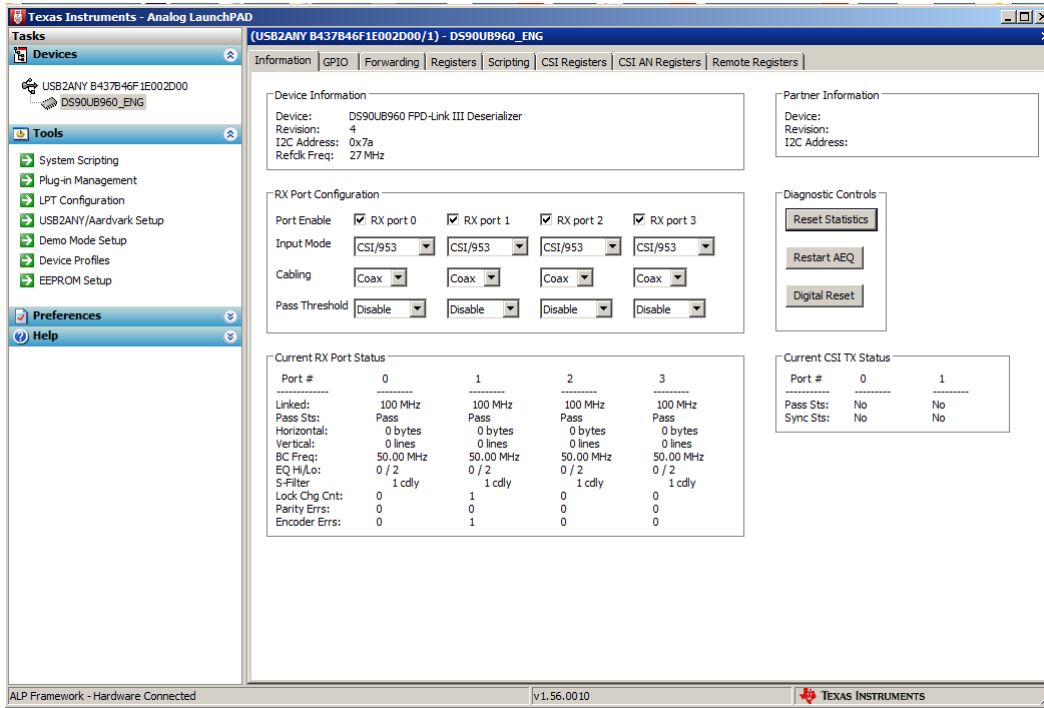 Texas Instruments - Analog LaunchPAD
Tasks
Devices
USB2ANY B437B46F1E002D00
DS90UB960_ENG
Tools
System Scripting
Plug-in Management
LPT Configuration
USB2ANY/Aardvark Setup
Demo Mode Setup
Device Profiles
EEPROM Setup
Preferences
Help
(USB2ANY B437B46F1E002D00/1) - DS90UB960_ENG
Information GPIO Forwarding Registers Scripting CSI Registers CSI AN Registers Remote Registers
Device Information
Device: DS90UB960 FPD-Link III Deserializer
Revision: 4
I2C Address: 0x7a
Refclk Freq: 27 MHz
Partner Information
Device:
Revision:
I2C Address:
RX Port Configuration
Port Enable RX port 0 RX port 1 RX port 2 RX port 3
Input Mode CSI/953 CSI/953 CSI/953 CSI/953
Cabling Coax Coax Coax Coax
Pass Threshold Disable Disable Disable Disable
Diagnostic Controls
Reset Statistics
Restart AEQ
Digital Reset
Current RX Port Status
Port # 0 1 2 3
------------- --------- --------- --------- ---------
Linked: 100 MHz 100 MHz 100 MHz 100 MHz
Pass Sts: Pass Pass Pass Pass
Horizontal: 0 bytes 0 bytes 0 bytes 0 bytes
Vertical: 0 lines 0 lines 0 lines 0 lines
BC Freq: 50.00 MHz 50.00 MHz 50.00 MHz 50.00 MHz
EQ Hi/Lo: 0 / 2 0 / 2 0 / 2 0 / 2
S-Filter 1 cdly 1 cdly 1 cdly 1 cdly
Lock Chg Cnt: 0 1 0 0
Parity Errs: 0 0 0 0
Encoder Errs: 0 1 0 0
Current CSI TX Status
Port # 0 1
------------ --------- ---------
Pass Sts: No No
Sync Sts: No No
ALP Framework - Hardware Connected
v1.56.0010
TEXAS INSTRUMENTS